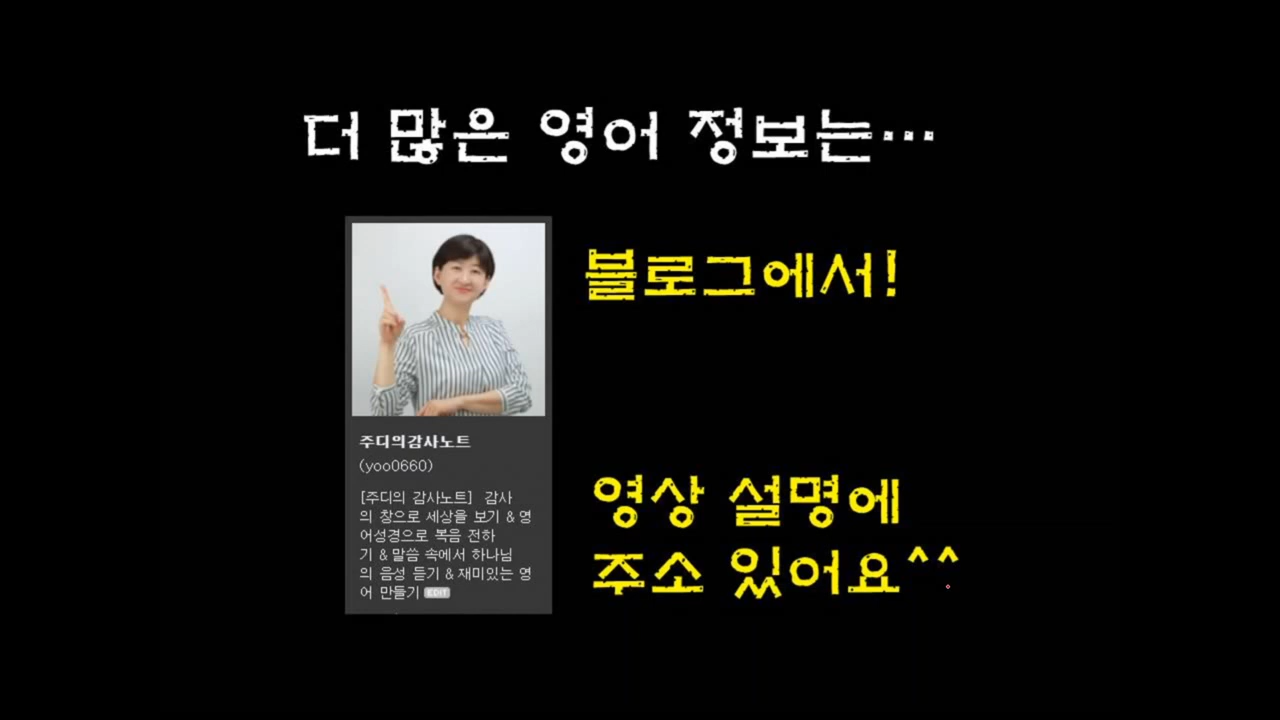 더 많은 영어 정보는...
블로그에서!
주디의감사노트
(yoo0660)
[주디의 감사노트] 감사
의 창으로 세상을 보기 & 영
어성경으로 복음 전하
기 & 말씀 속에서 하나님
의 음성 듣기 & 재미있는 영
어 만들기 EDIT
영상 설명에
주소 있어요^^